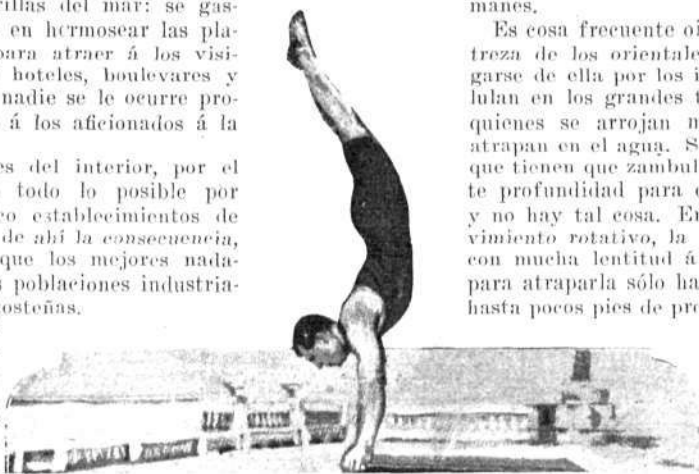 rillas del mar: se gas-
en hermosear las pla-
para atraer á los visi-
hoteles, boulevares y
nadie se le ocurre pro-
á los aficionados á la
es del interior, por el
todo lo posible por
co establecimientos de
de ahí la consecuencia,
que los mejores nada-
s poblaciones industria-
osteñas.
manes.
Es cosa frecuente oí
treza de los orientale
garse de ella por los i
lulan en los grandes t
quienes se arrojan m
atrapan en el agua. S
que tienen que zambul
te profundidad para c
y no hay tal cosa. En
vimiento rotativo, la
con mucha lentitud á
para atraparla sólo ha
hasta pocos pies de pro